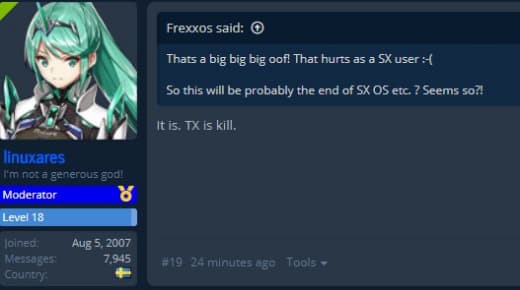 Frexxos said:
Thats a big big big oof! That hurts as a SX user :-(
So this will be probably the end of SX OS etc. ? Seems so?!
It is. TX is kill.
linuxares
I'm not a generous god!
Moderator
Level 18
Joined: Aug 5, 2007
Messages: 7,945
Country:
#19 24 minutes ago Tools